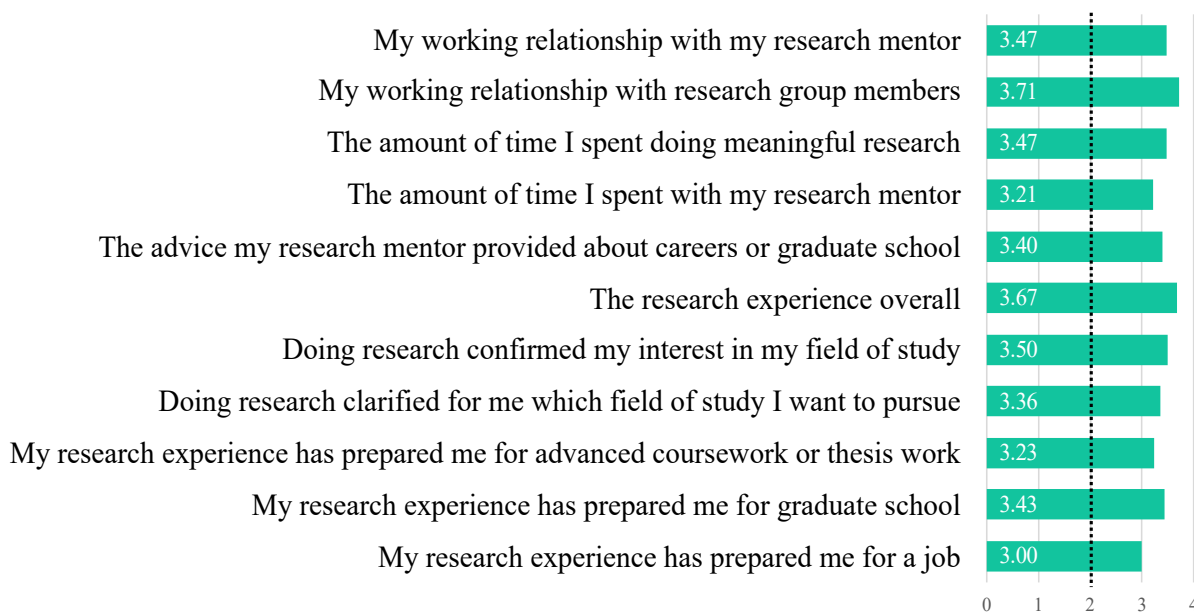 My working relationship with my research mentor 3.47
My working relationship with research group members 3.71
The amount of time I spent doing meaningful research 3.47
The amount of time I spent with my research mentor 3.21
The advice my research mentor provided about careers or graduate school 3.40
The research experience overall 3.67
Doing research confirmed my interest in my field of study 3.50
Doing research clarified for me which field of study I want to pursue 3.36
My research experience has prepared me for advanced coursework or thesis work 3.23
My research experience has prepared me for graduate school 3.43
My research experience has prepared me for a job 3.00
0 1 2 3 4